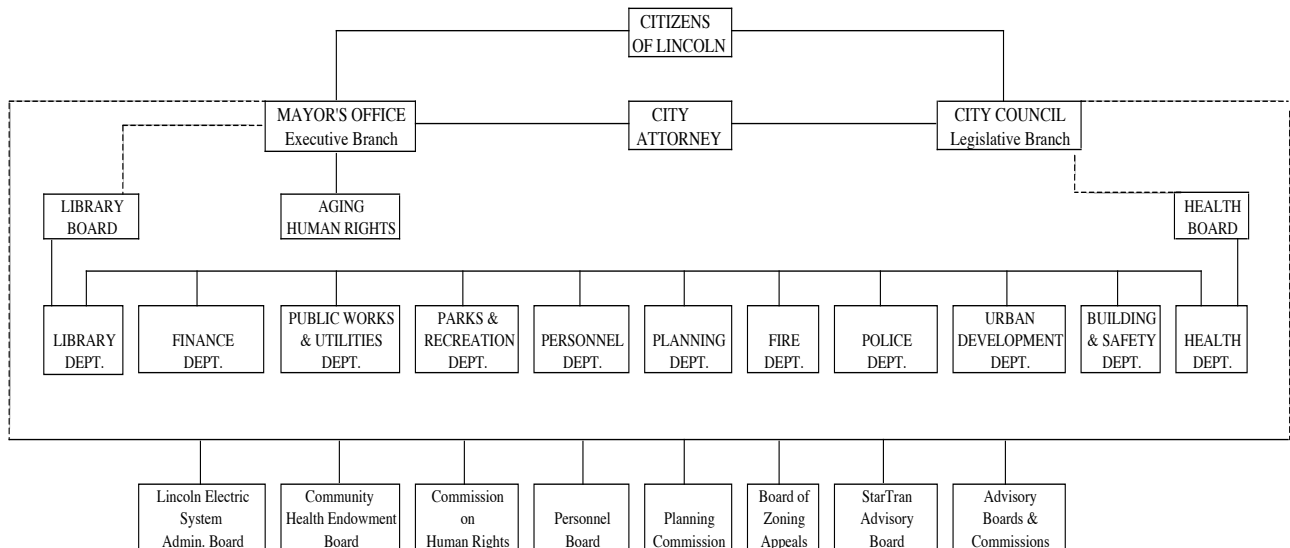 CITIZENS
OF LINCOLN
MAYOR'S OFFICE
Executive Branch
CITY
ATTORNEY
CITY COUNCIL
Legislative Branch
LIBRARY
BOARD
AGING
HUMAN RIGHTS
HEALTH
BOARD
LIBRARY
DEPT.
FINANCE
DEPT.
PUBLIC WORKS
& UTILITIES
DEPT.
PARKS &
RECREATION
DEPT.
PERSONNEL
DEPT.
PLANNING
DEPT.
FIRE
DEPT.
POLICE
DEPT.
URBAN
DEVELOPMENT
DEPT.
BUILDING
& SAFETY
DEPT.
HEALTH
DEPT.
Lincoln Electric
System
Admin. Board
Community
Health Endowment
Board
Commission
on
Human Rights
Personnel
Board
Planning
Commission
Board of
Zoning
Appeals
StarTran
Advisory
Board
Advisory
Boards &
Commissions